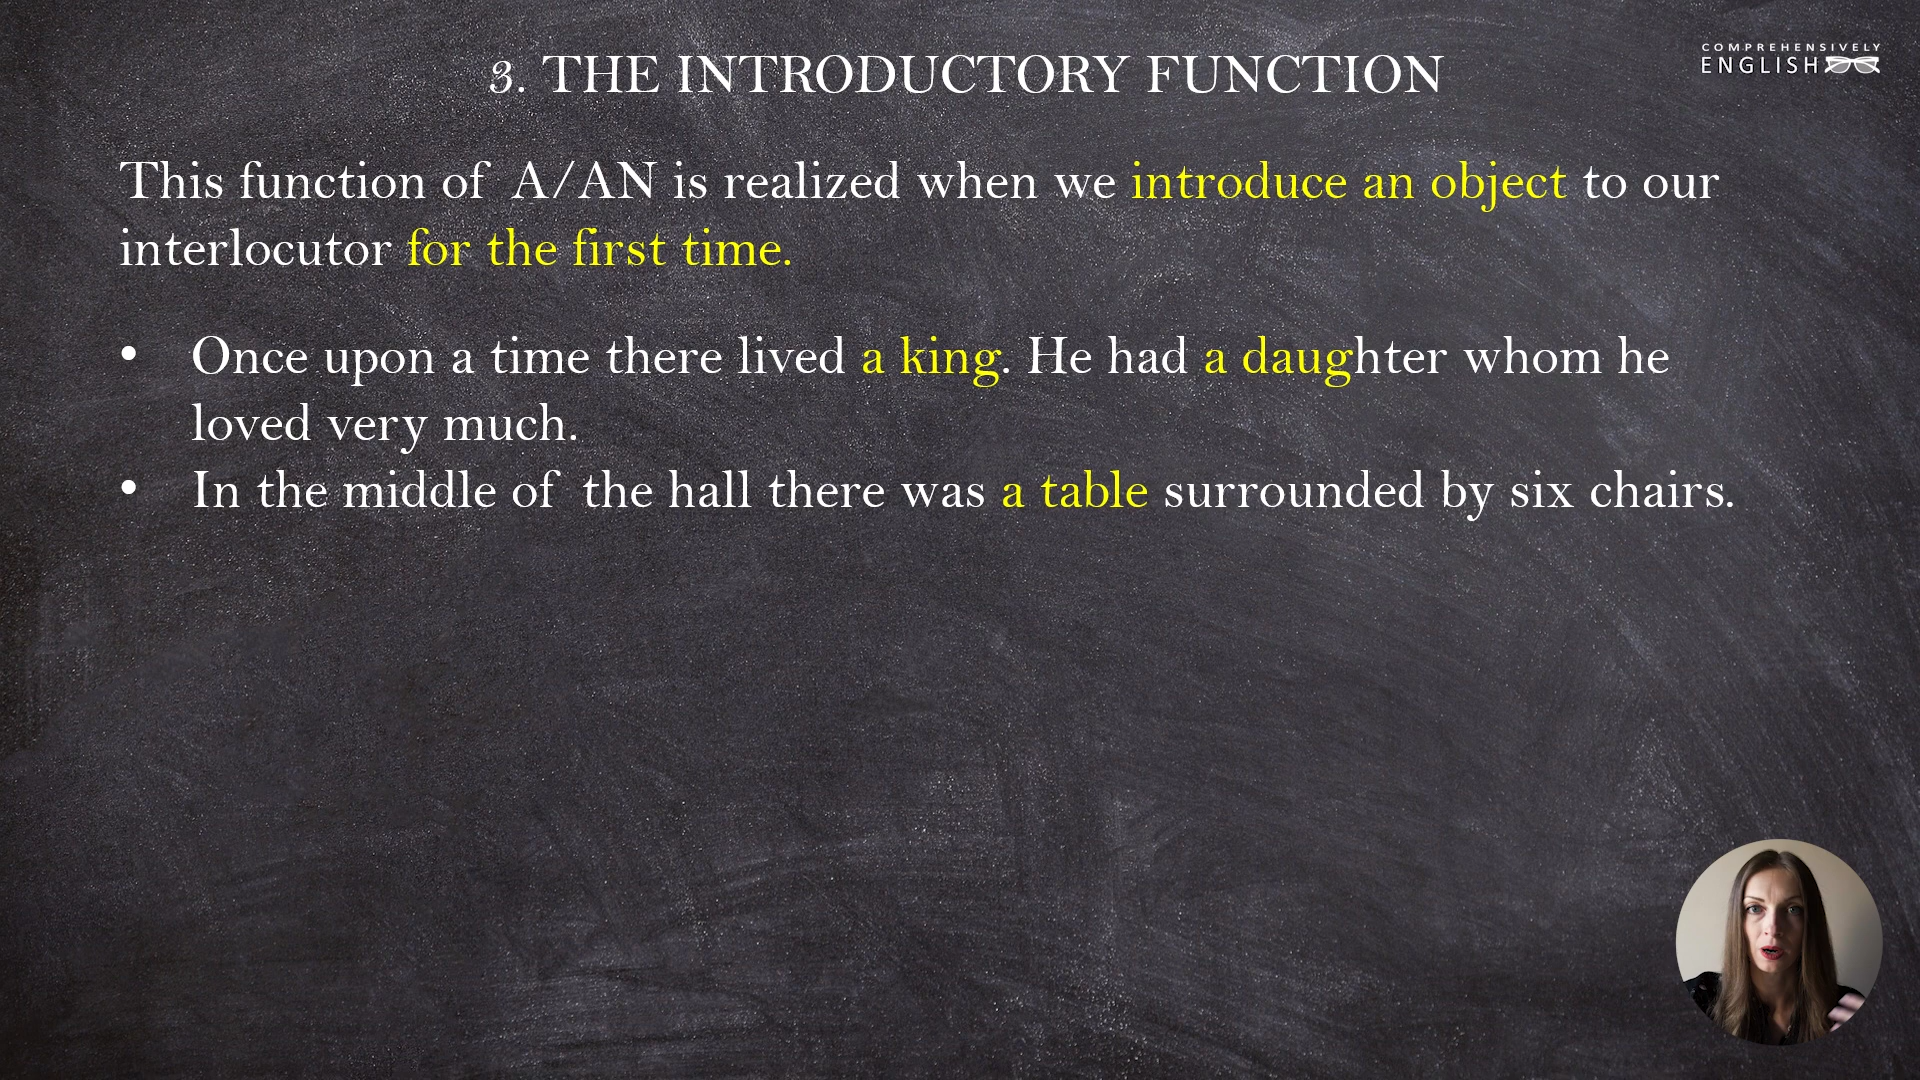 3. THE INTRODUCTORY FUNCTION
COMPREHENSIVELY
ENGLISH
This function of A/AN is realized when we introduce an object to our
interlocutor for the first time.
• Once upon a time there lived a king. He had a daughter whom he
loved very much.
• In the middle of the hall there was a table surrounded by six chairs.